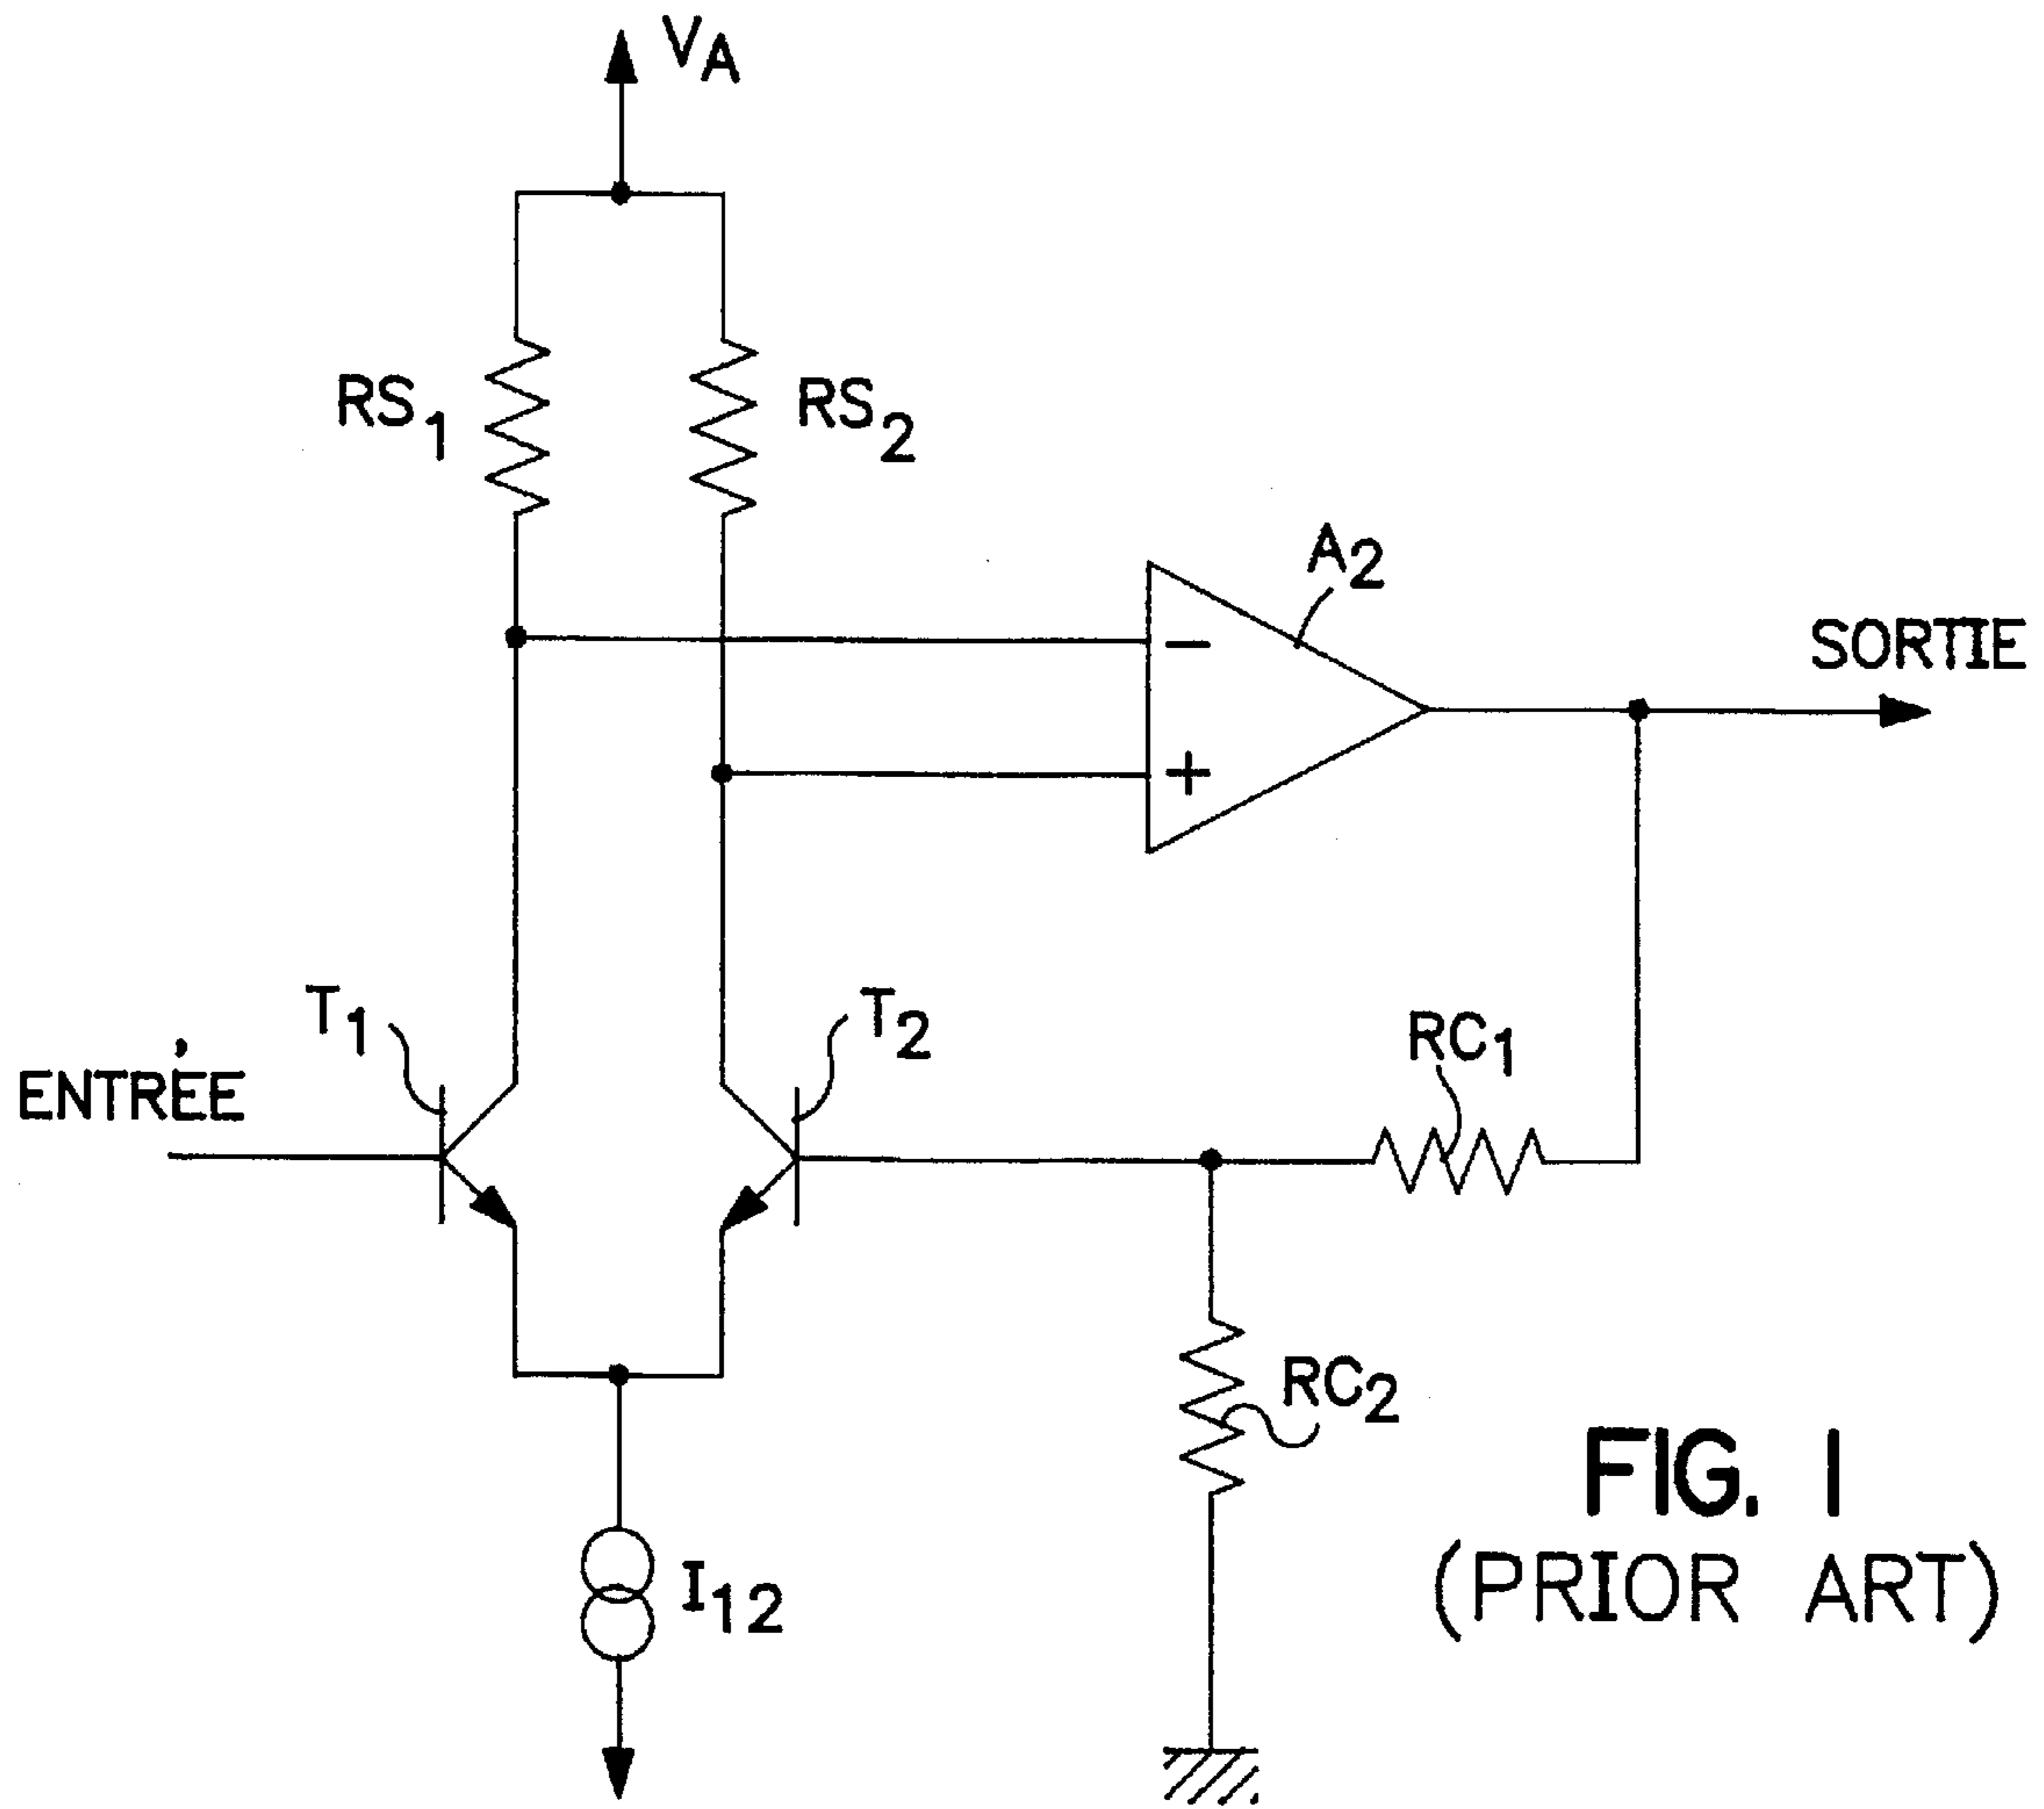 VA
RS1
RS2
A2
SORTIE
−
+
T1
T2
RC1
ENTRÉE
RC2
I12
FIG. 1
(PRIOR ART)